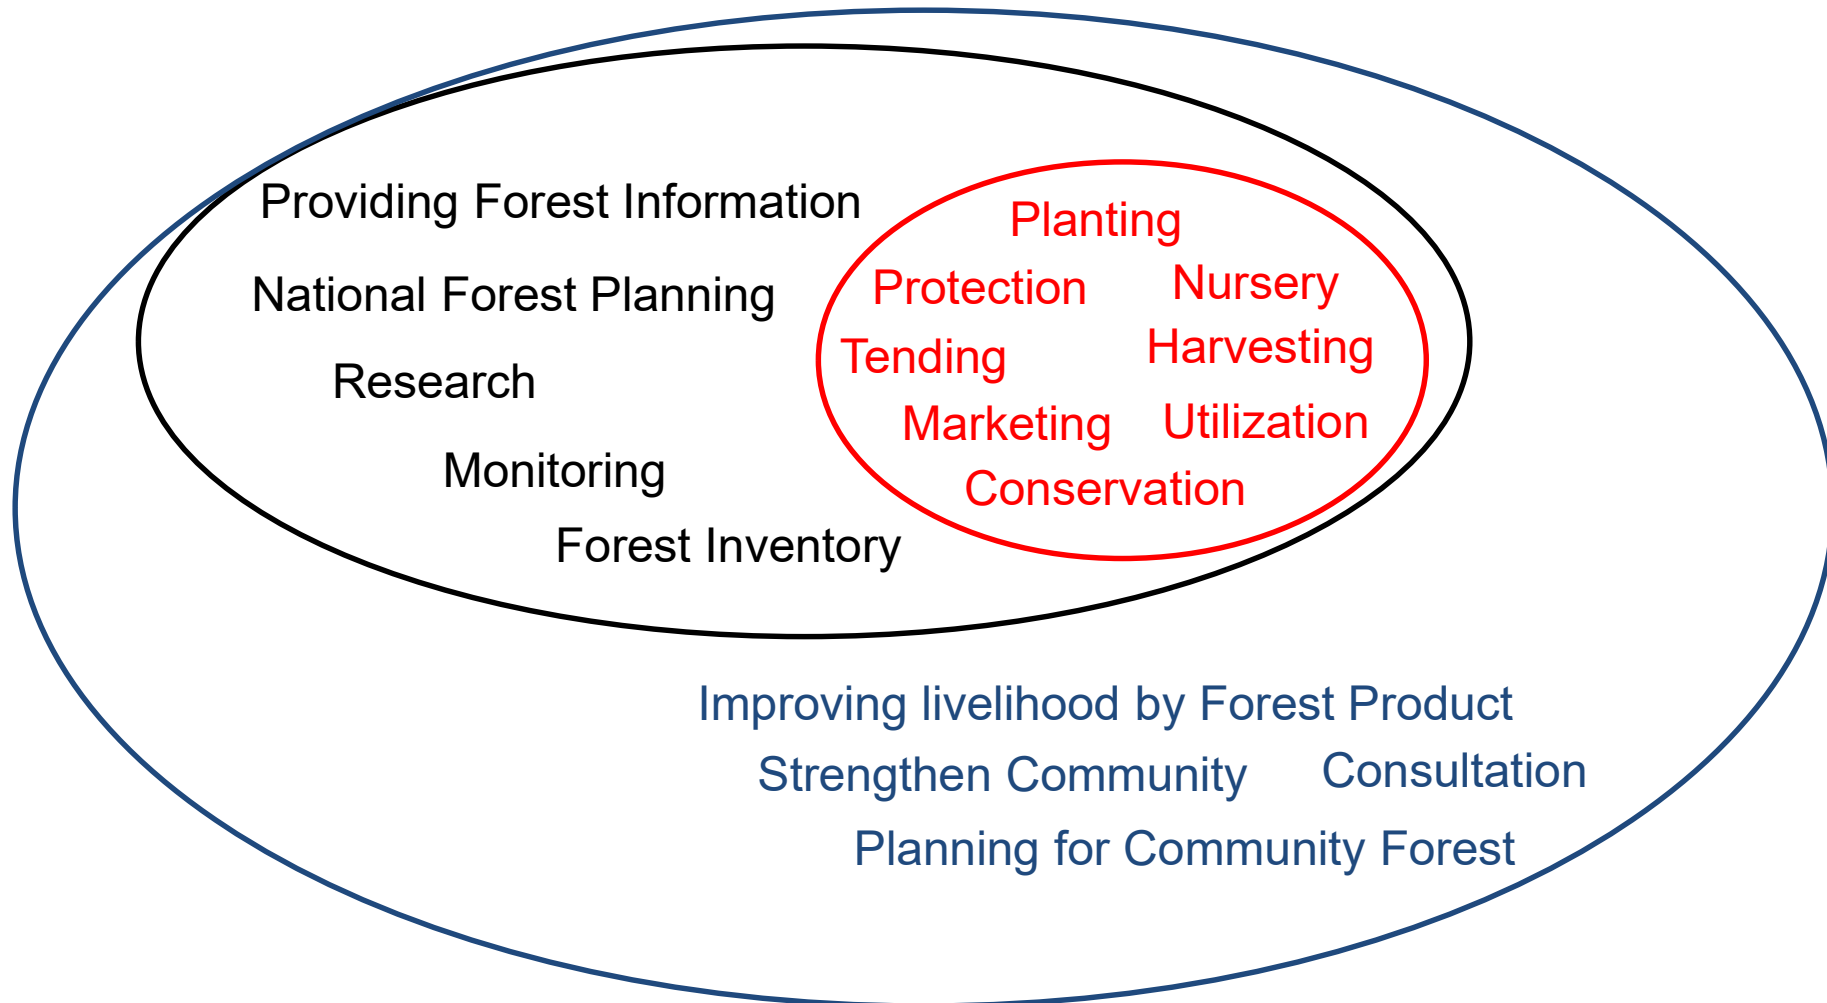 Providing Forest Information
National Forest Planning
Research
Monitoring
Forest Inventory
Planting
Protection Nursery
Tending Harvesting
Marketing Utilization
Conservation
Improving livelihood by Forest Product
Strengthen Community Consultation
Planning for Community Forest